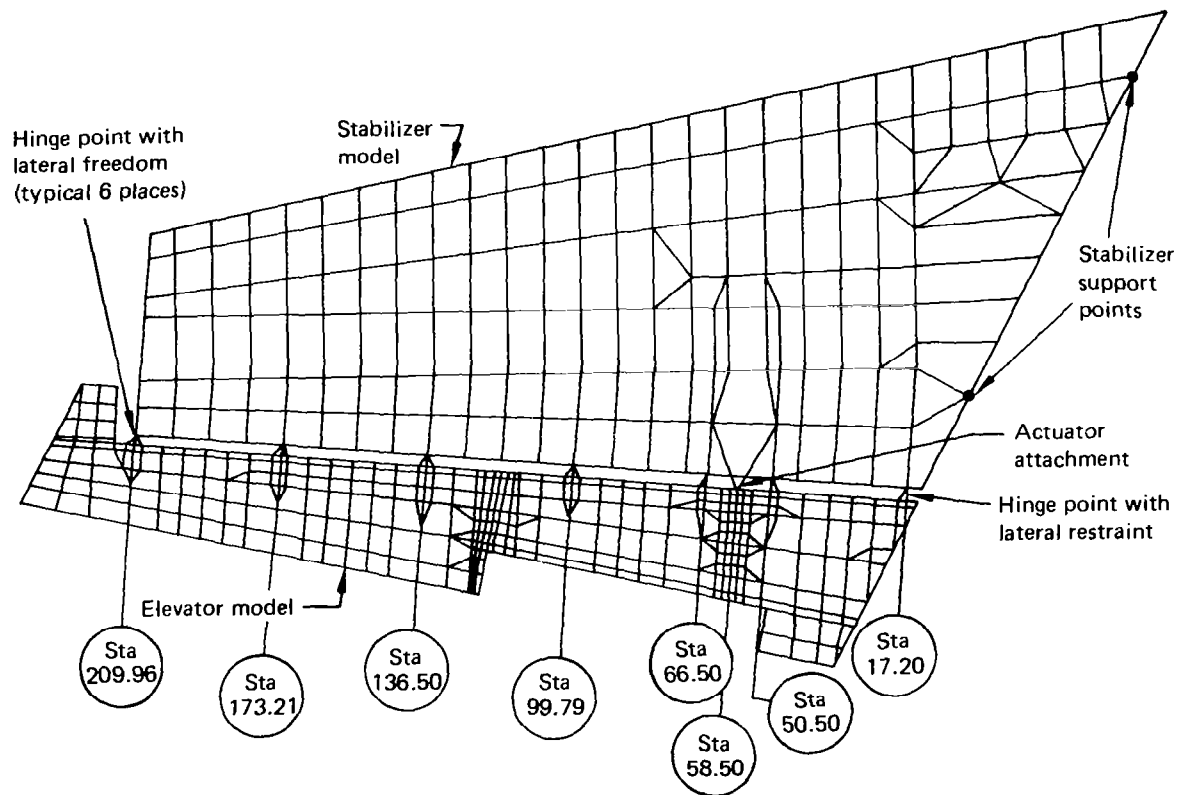 Hinge point with
lateral freedom
(typical 6 places)
Stabilizer
model
Stabilizer
support
points
Actuator
attachment
Hinge point with
lateral restraint
Elevator model
Sta
209.96
Sta
173.21
Sta
136.50
Sta
99.79
Sta
66.50
Sta
58.50
Sta
50.50
Sta
17.20